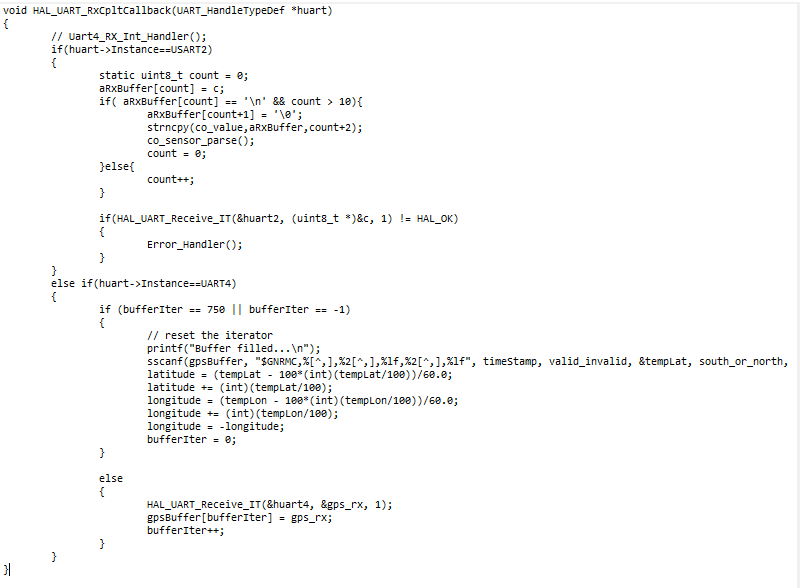 void HAL_UART_RxCpltCallback(UART_HandleTypeDef *huart)
{
        // Uart4_RX_Int_Handler();
        if(huart->Instance==USART2)
        {
                static uint8_t count = 0;
                aRxBuffer[count] = c;
                if( aRxBuffer[count] == '\n' && count > 10){
                        aRxBuffer[count+1] = '\0';
                        strncpy(co_value,aRxBuffer,count+2);
                        co_sensor_parse();
                        count = 0;
                }else{
                        count++;
                }

                if(HAL_UART_Receive_IT(&huart2, (uint8_t *)&c, 1) != HAL_OK)
                {
                        Error_Handler();
                }
        }
        else if(huart->Instance==UART4)
        {
                if (bufferIter == 750 || bufferIter == -1)
                {
                        // reset the iterator
                        printf("Buffer filled...\n");
                        sscanf(gpsBuffer, "$GNRMC,%[^,],%2[^,],%lf,%2[^,],%lf", timeStamp, valid_invalid, &tempLat, south_or_north,
                        latitude = (tempLat - 100*(int)(tempLat/100))/60.0;
                        latitude += (int)(tempLat/100);
                        longitude = (tempLon - 100*(int)(tempLon/100))/60.0;
                        longitude += (int)(tempLon/100);
                        longitude = -longitude;
                        bufferIter = 0;
                }

                else
                {
                        HAL_UART_Receive_IT(&huart4, &gps_rx, 1);
                        gpsBuffer[bufferIter] = gps_rx;
                        bufferIter++;
                }
        }
}